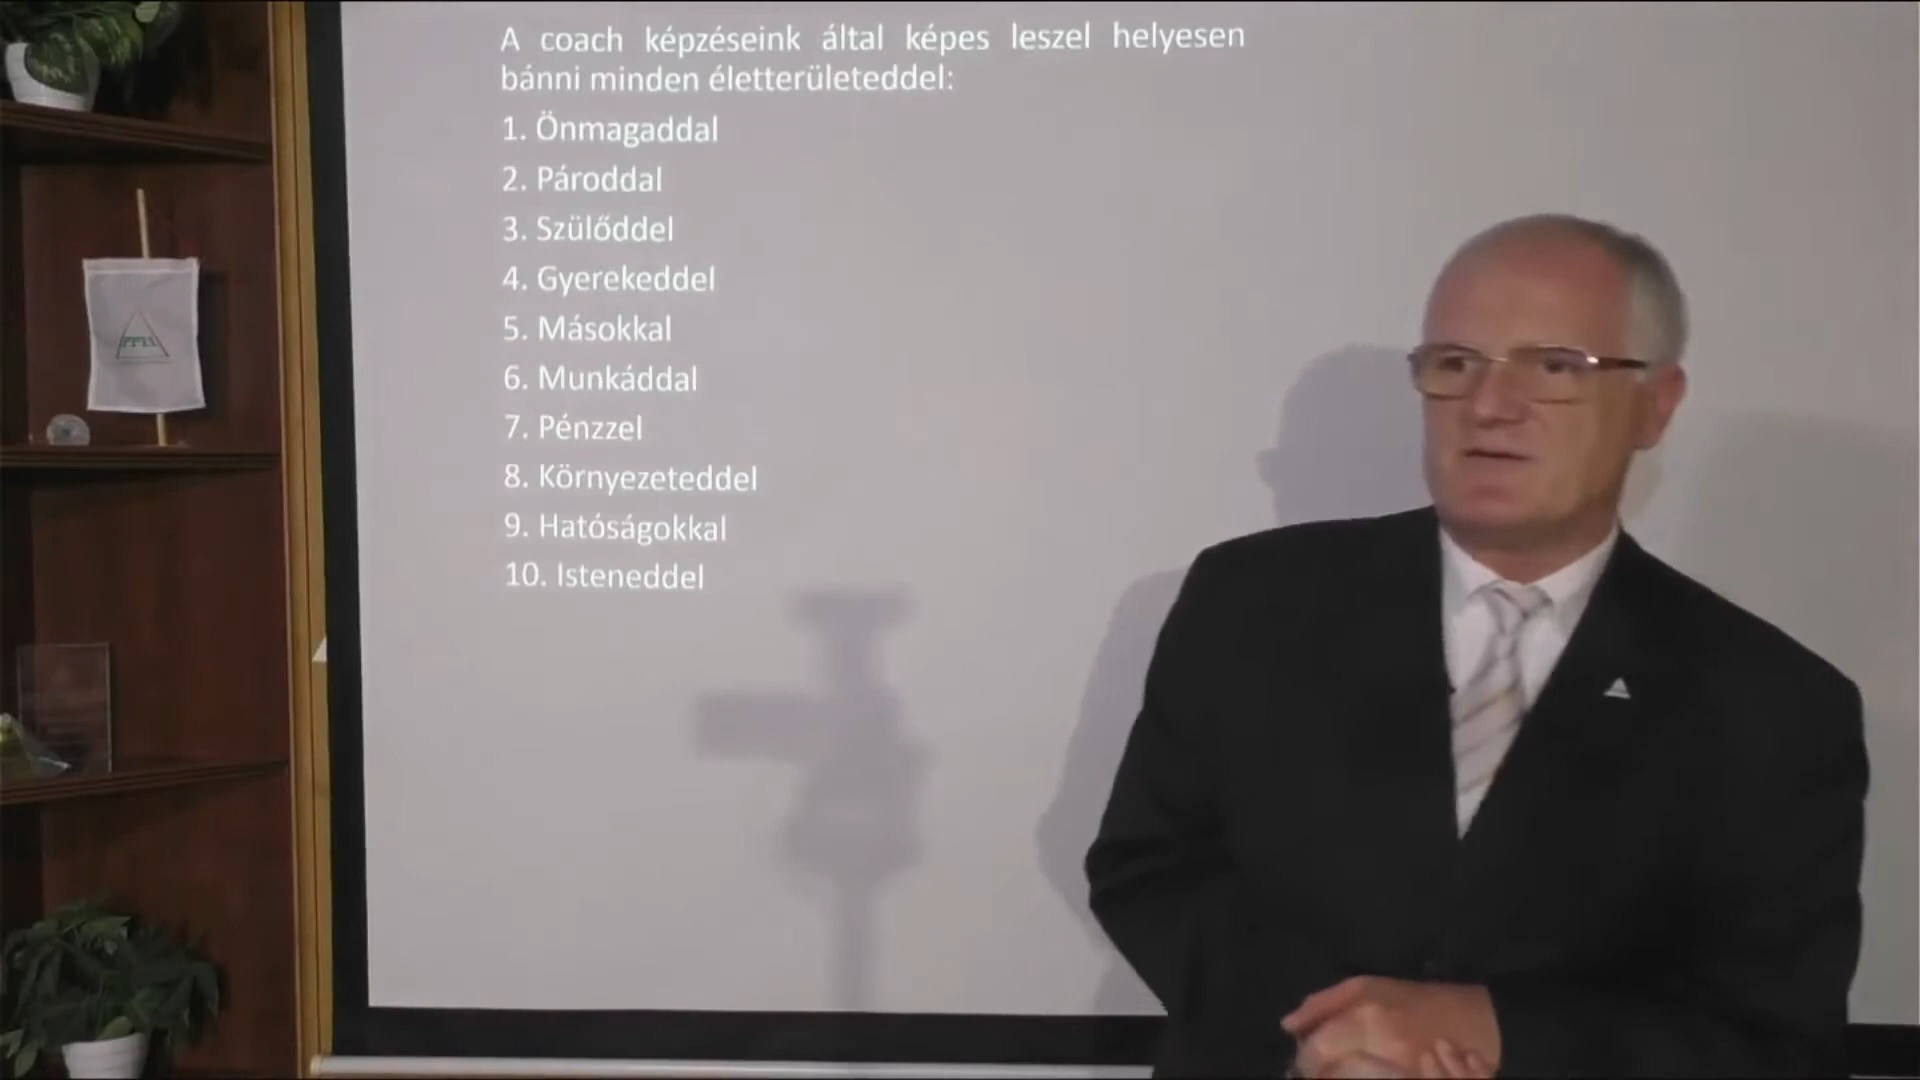 A coach képzéseink által képes leszel helyesen
bánni minden életterületeddel:
1. Önmagaddal
2. Pároddal
3. Szülőddel
4. Gyerekeddel
5. Másokkal
6. Munkáddal
7. Pénzzel
8. Környezeteddel
9. Hatóságokkal
10. Isteneddel